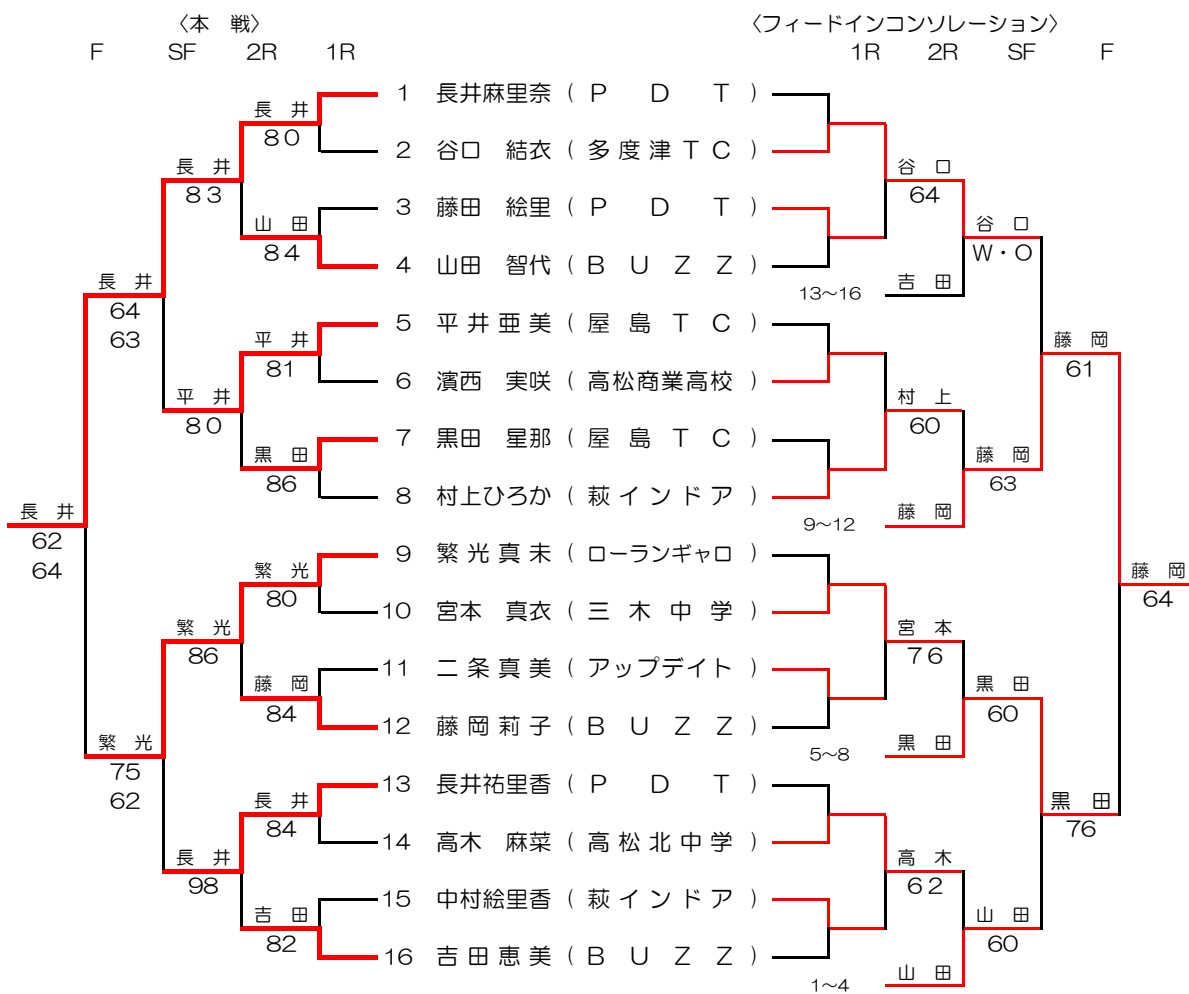 〈本　戦〉 〈フィードインコンソレーション〉
F SF 2R 1R 1R 2R SF F
1 長井麻里奈 ( P D T )
長 井
80
2 谷口 結衣 ( 多度津TC )
長 井 谷 口
83 64
3 藤田 絵里 ( P D T )
山 田 谷 口
84 W・O
4 山田 智代 ( B U Z Z )
長 井 13〜16 吉 田
64
63
5 平井亜美 ( 屋島TC )
平 井 藤 岡
81 61
6 濱西 実咲 ( 高松商業高校 )
平 井 村 上
80 60
7 黒田 星那 ( 屋島TC )
黒 田 藤 岡
86 63
8 村上ひろか ( 萩インドア )
長 井 9〜12 藤 岡
62
64
9 繁光真未 ( ローランギャロ )
繁 光 藤 岡
80 64
10 宮本 真衣 ( 三木中学 )
繁 光 宮 本
86 76
11 二条真美 ( アップデイト )
藤 岡 黒 田
84 60
12 藤岡莉子 ( B U Z Z )
繁 光 5〜8 黒 田
75
62
13 長井祐里香 ( P D T )
長 井 黒 田
84 76
14 高木 麻菜 ( 高松北中学 )
長 井 高 木
98 62
15 中村絵里香 ( 萩インドア )
吉 田 山 田
82 60
16 吉田恵美 ( B U Z Z )
1〜4 山 田